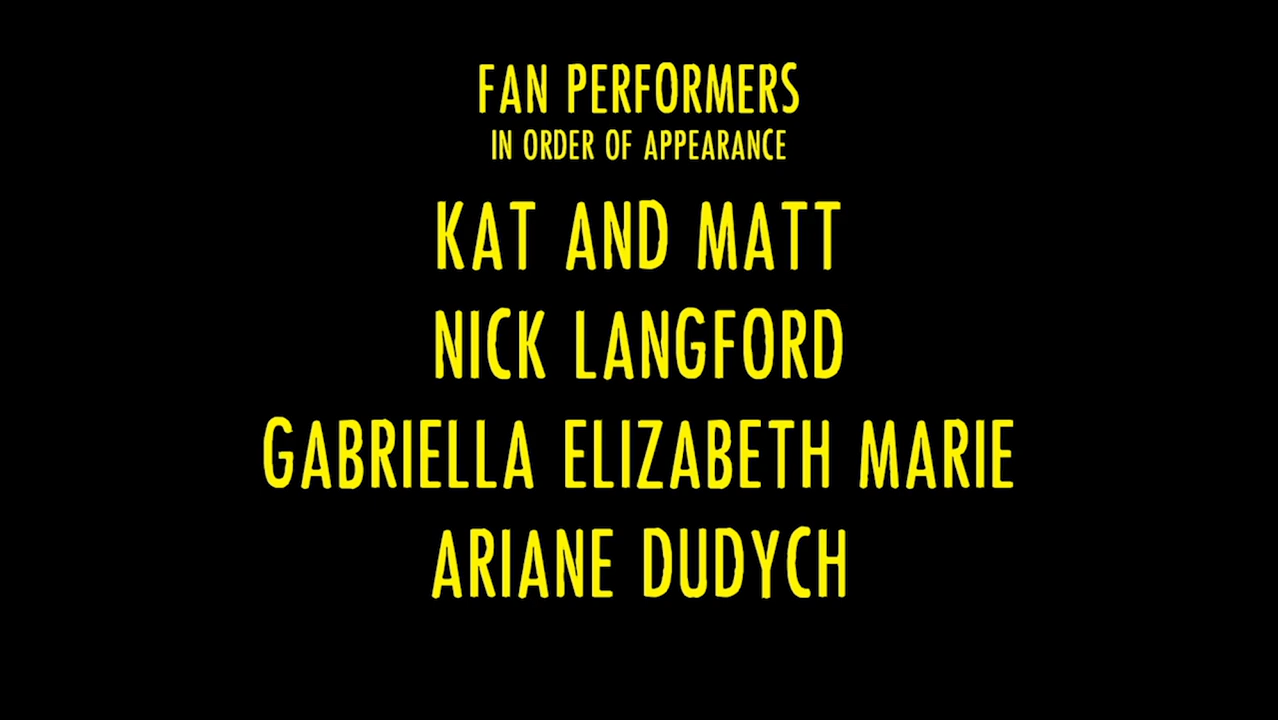 FAN PERFORMERS
IN ORDER OF APPEARANCE
KAT AND MATT
NICK LANGFORD
GABRIELLA ELIZABETH MARIE
ARIANE DUDYCH